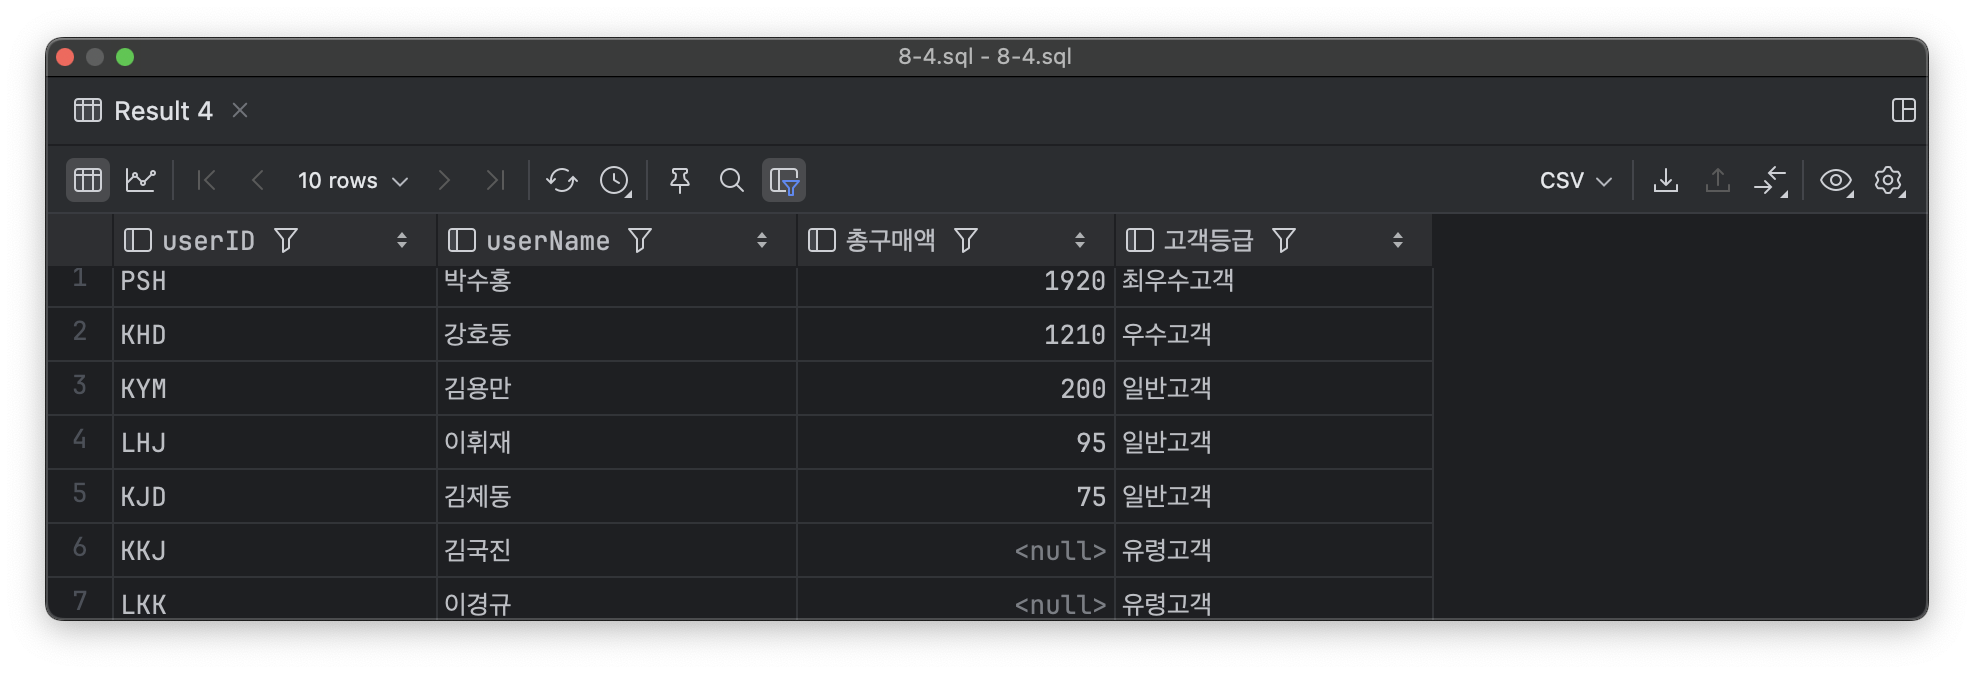 8-4.sql - 8-4.sql
Result 4
10 rows CSV
userID userName 총구매액 고객등급
1 PSH 박수홍 1920 최우수고객
2 KHD 강호동 1210 우수고객
3 KYM 김용만 200 일반고객
4 LHJ 이휘재 95 일반고객
5 KJD 김제동 75 일반고객
6 KKJ 김국진 <null> 유령고객
7 LKK 이경규 <null> 유령고객